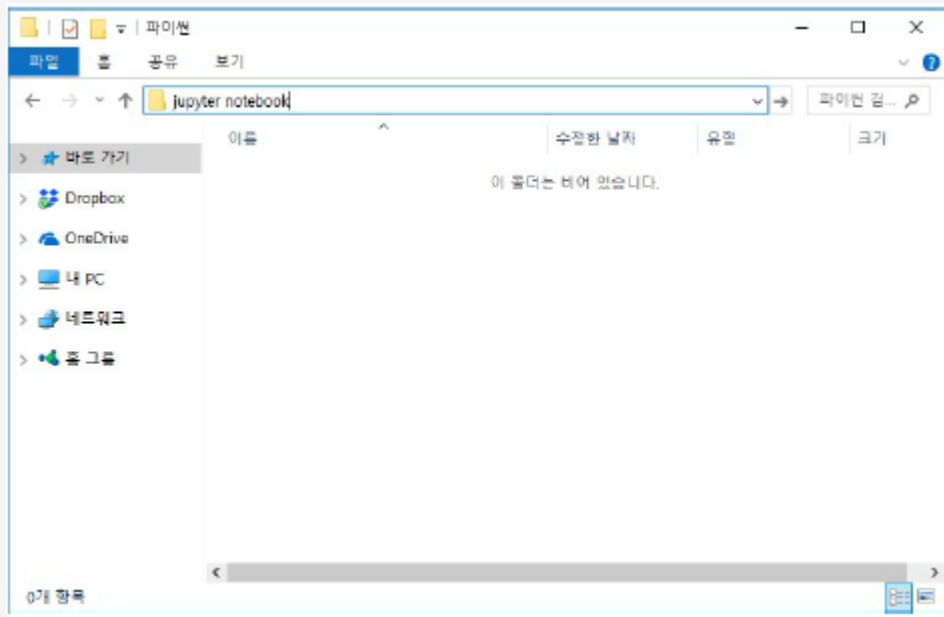 파이썬
파일 홈 공유 보기
jupyter notebook
파이썬 검...
이름 수정한 날짜 유형 크기
바로 가기
이 폴더는 비어 있습니다.
Dropbox
OneDrive
내 PC
네트워크
홈 그룹
0개 항목